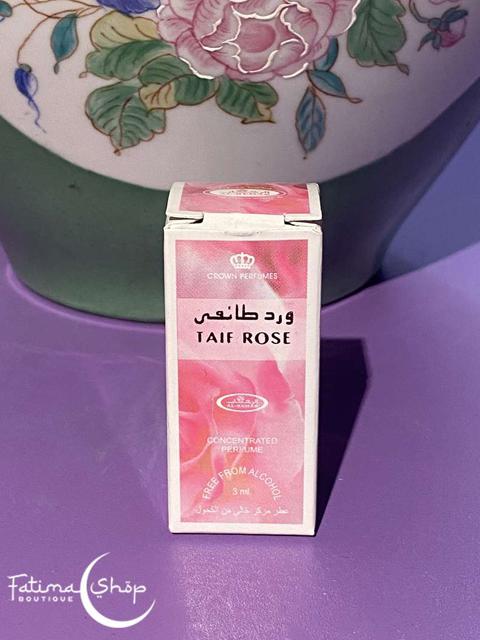 CROWN PERFUMES
ورد طائفى
TAIF ROSE
AL-REHAB
CONCENTRATED
PERFUME
FREE FROM ALCOHOL
3 ml
عطر مركز خالي من الكحول
Fatima Shop
BOUTIQUE